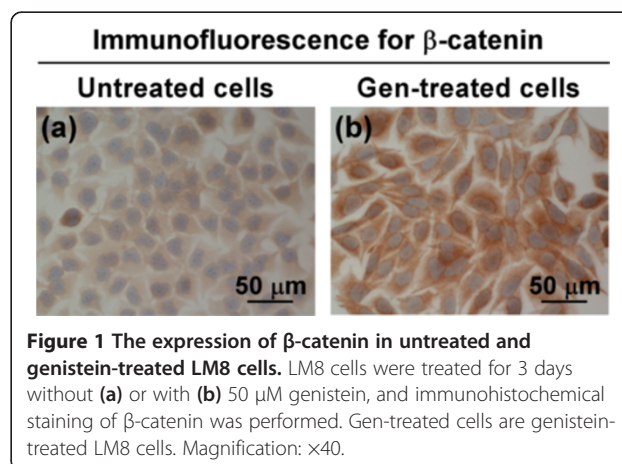 Immunofluorescence for β-catenin
Untreated cells Gen-treated cells
(a) (b)
50 μm 50 μm
Figure 1 The expression of β-catenin in untreated and
genistein-treated LM8 cells. LM8 cells were treated for 3 days
without (a) or with (b) 50 μM genistein, and immunohistochemical
staining of β-catenin was performed. Gen-treated cells are genistein-
treated LM8 cells. Magnification: ×40.